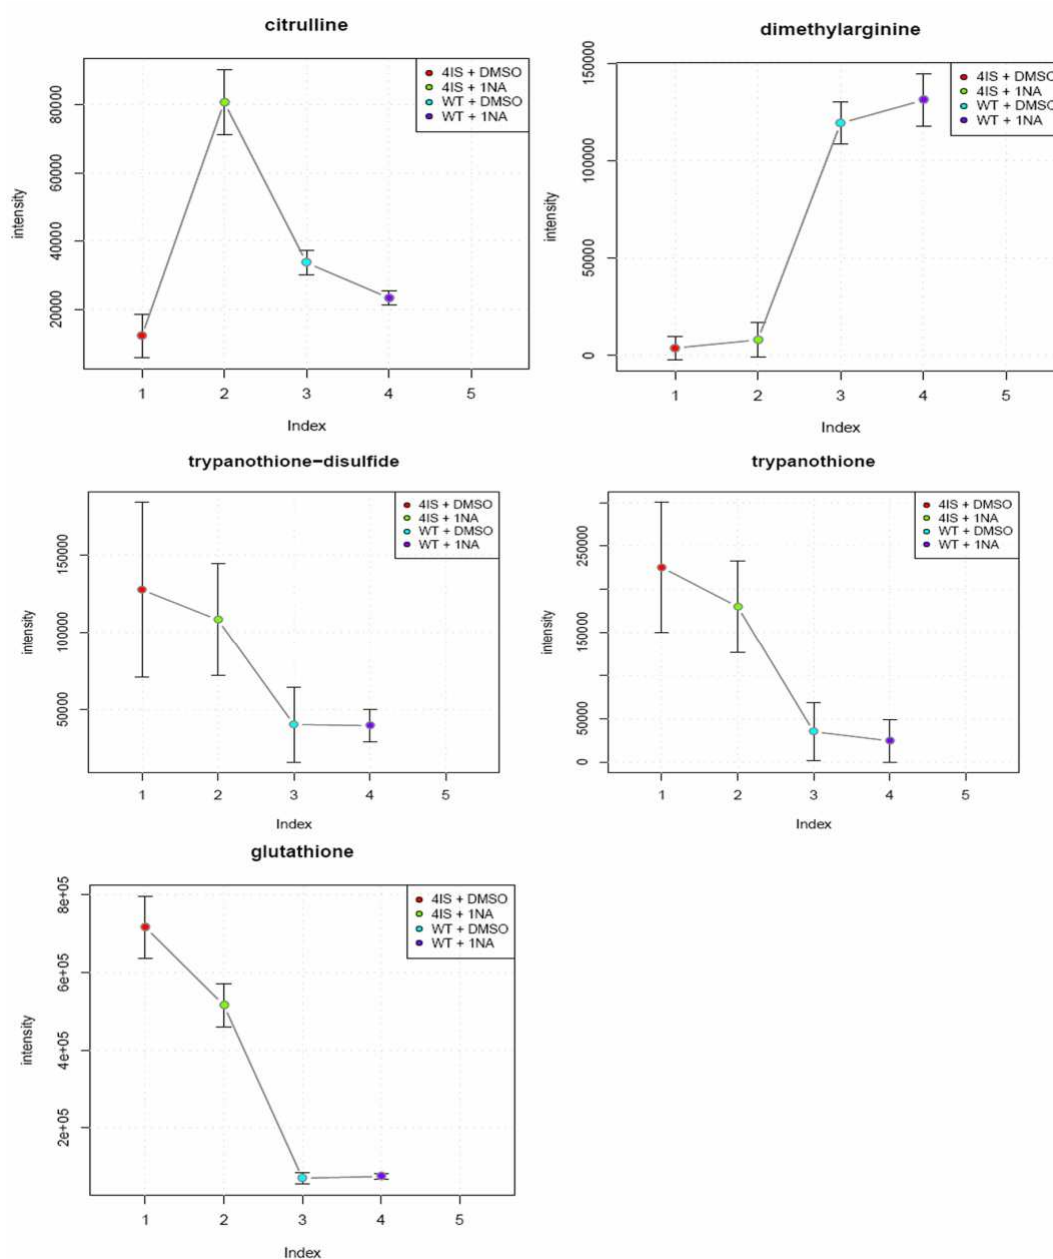 citrulline
4IS + DMSO
4IS + 1NA
WT + DMSO
WT + 1NA
intensity
80000
60000
40000
20000
1 2 3 4 5
Index
dimethylarginine
4IS + DMSO
4IS + 1NA
WT + DMSO
WT + 1NA
intensity
150000
100000
50000
0
1 2 3 4 5
Index
trypanothione−disulfide
4IS + DMSO
4IS + 1NA
WT + DMSO
WT + 1NA
intensity
150000
100000
50000
1 2 3 4 5
Index
trypanothione
4IS + DMSO
4IS + 1NA
WT + DMSO
WT + 1NA
intensity
250000
150000
50000
0
1 2 3 4 5
Index
glutathione
4IS + DMSO
4IS + 1NA
WT + DMSO
WT + 1NA
intensity
8e+05
6e+05
4e+05
2e+05
1 2 3 4 5
Index